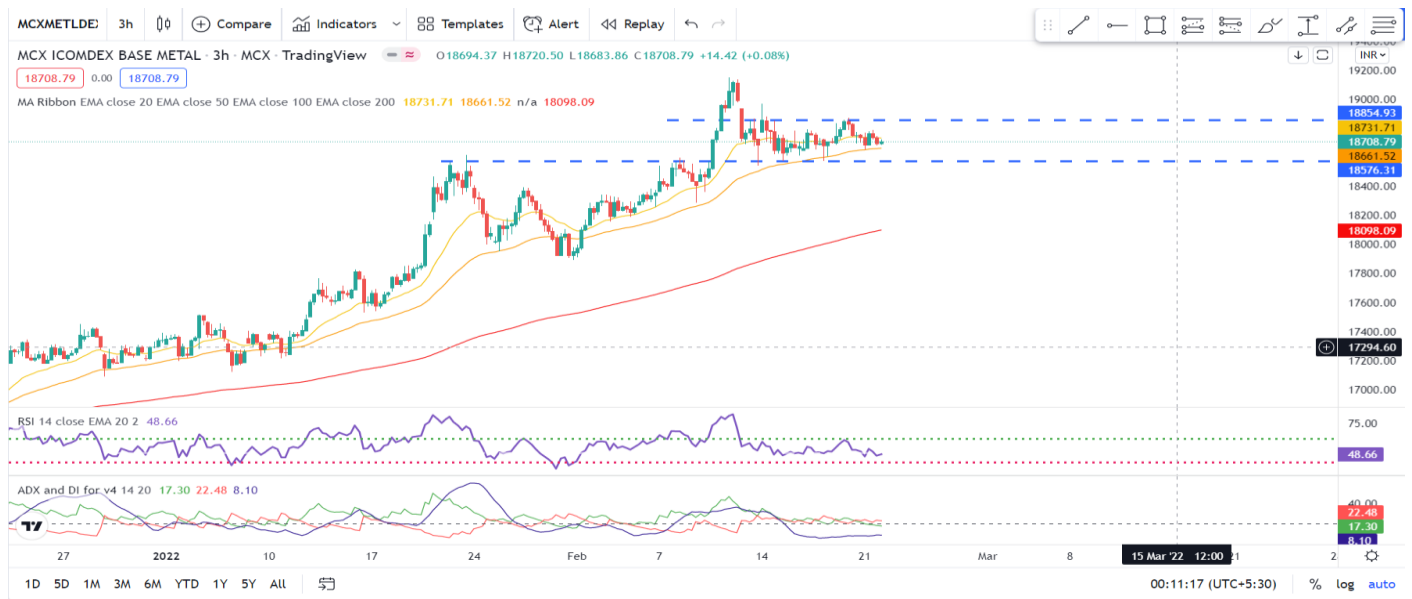 MCXMETLDEX 3h Compare Indicators Templates Alert Replay
MCX ICOMDEX BASE METAL · 3h · MCX · TradingView O18694.37 H18720.50 L18683.86 C18708.79 +14.42 (+0.08%)
18708.79 0.00 18708.79
MA Ribbon EMA close 20 EMA close 50 EMA close 100 EMA close 200 18731.71 18661.52 n/a 18098.09
19400.00
INR
19200.00
19000.00
18854.93
18731.71
18708.79
18661.52
18576.31
18400.00
18200.00
18098.09
18000.00
17800.00
17600.00
17400.00
17294.60
17200.00
17000.00
RSI 14 close EMA 20 2 48.66
75.00
48.66
ADX and DI for v4 14 20 17.30 22.48 8.10
40.00
22.48
17.30
8.10
27 2022 10 17 24 Feb 7 14 21 Mar 8 15 Mar '22 12:00 21 2
1D 5D 1M 3M 6M YTD 1Y 5Y All 00:11:17 (UTC+5:30) % log auto